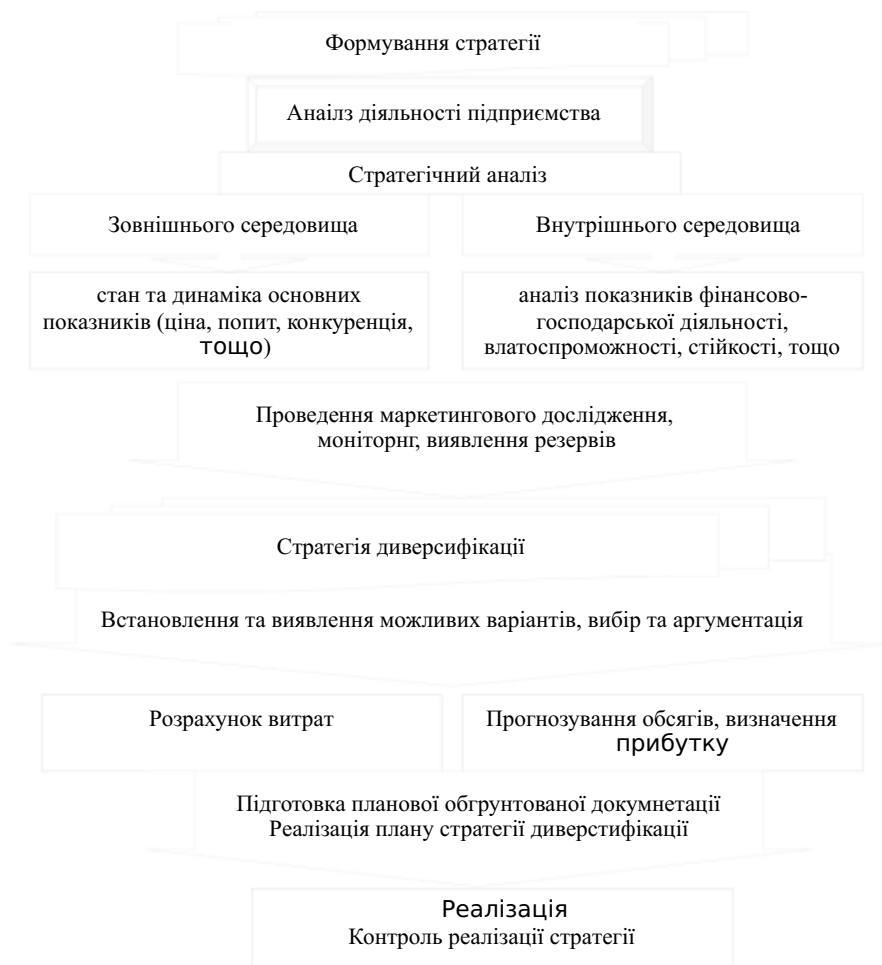 Формування стратегії
Анаілз діяльності підприємства
Стратегічний аналіз
Зовнішнього середовища
Внутрішнього середовища
стан та динаміка основних
показників (ціна, попит, конкуренція,
тощо)
аналіз показників фінансово-
господарської діяльності,
влатоспроможності, стійкості, тощо
Проведення маркетингового дослідження,
моніторнг, виявлення резервів
Стратегія диверсифікації
Встановлення та виявлення можливих варіантів, вибір та аргументація
Розрахунок витрат
Прогнозування обсягів, визначення
прибутку
Підготовка планової обгрунтованої докумнетації
Реалізація плану стратегії диверстифікації
Реалізація
Контроль реалізації стратегії